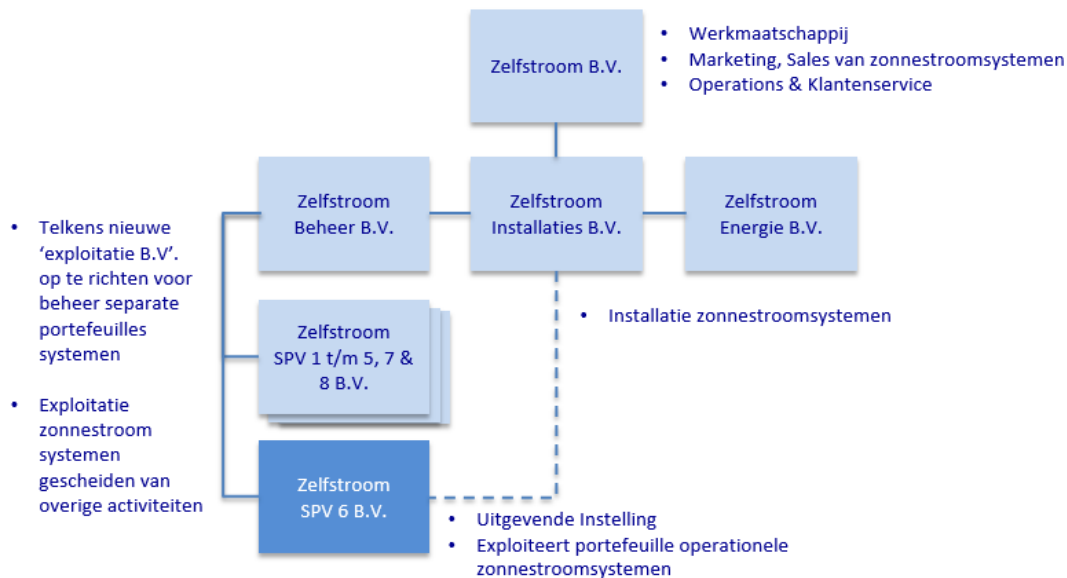 Zelfstroom B.V.
• Werkmaatschappij
• Marketing, Sales van zonnestroomsystemen
• Operations & Klantenservice
Zelfstroom
Beheer B.V.
Zelfstroom
Installaties B.V.
Zelfstroom
Energie B.V.
• Telkens nieuwe
‘exploitatie B.V’.
op te richten voor
beheer separate
portefeuilles
systemen
• Exploitatie
zonnestroom
systemen
gescheiden van
overige activiteiten
• Installatie zonnestroomsystemen
Zelfstroom
SPV 1 t/m 5, 7 &
8 B.V.
Zelfstroom
SPV 6 B.V.
• Uitgevende Instelling
• Exploiteert portefeuille operationele
zonnestroomsystemen